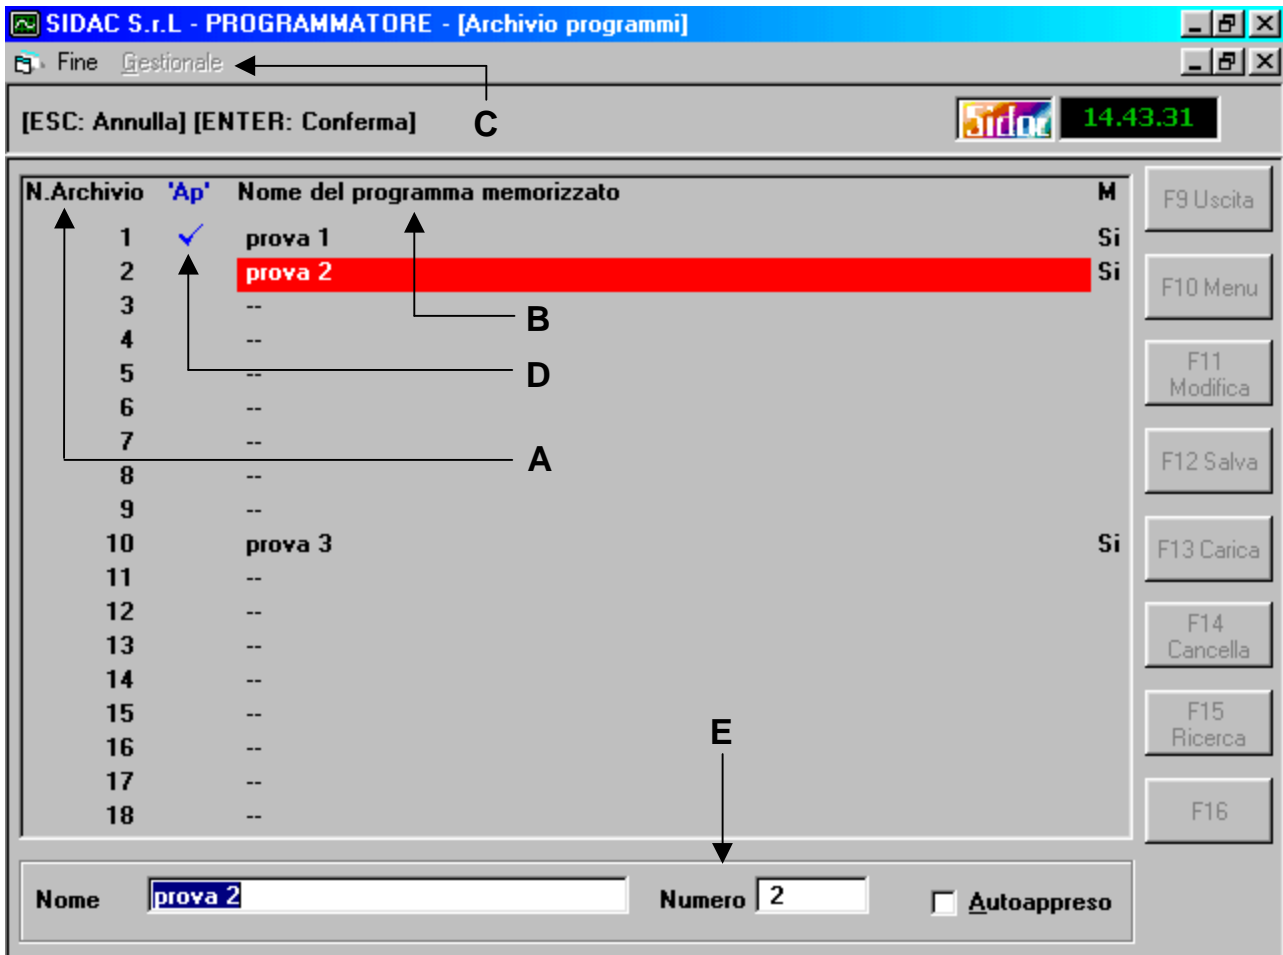 SIDAC S.r.L - PROGRAMMATORE - [Archivio programmi]
Fine Gestionale
[ESC: Annulla] [ENTER: Conferma] C Sidac 14.43.31
N.Archivio 'Ap' Nome del programma memorizzato M
1 prova 1 Si
2 prova 2 Si
3 --
4 --
5 --
6 --
7 --
8 --
9 --
10 prova 3 Si
11 --
12 --
13 --
14 --
15 --
16 --
17 --
18 --
B
D
A
E
F9 Uscita
F10 Menu
F11
Modifica
F12 Salva
F13 Carica
F14
Cancella
F15
Ricerca
F16
Nome prova 2 Numero 2 Autoappreso